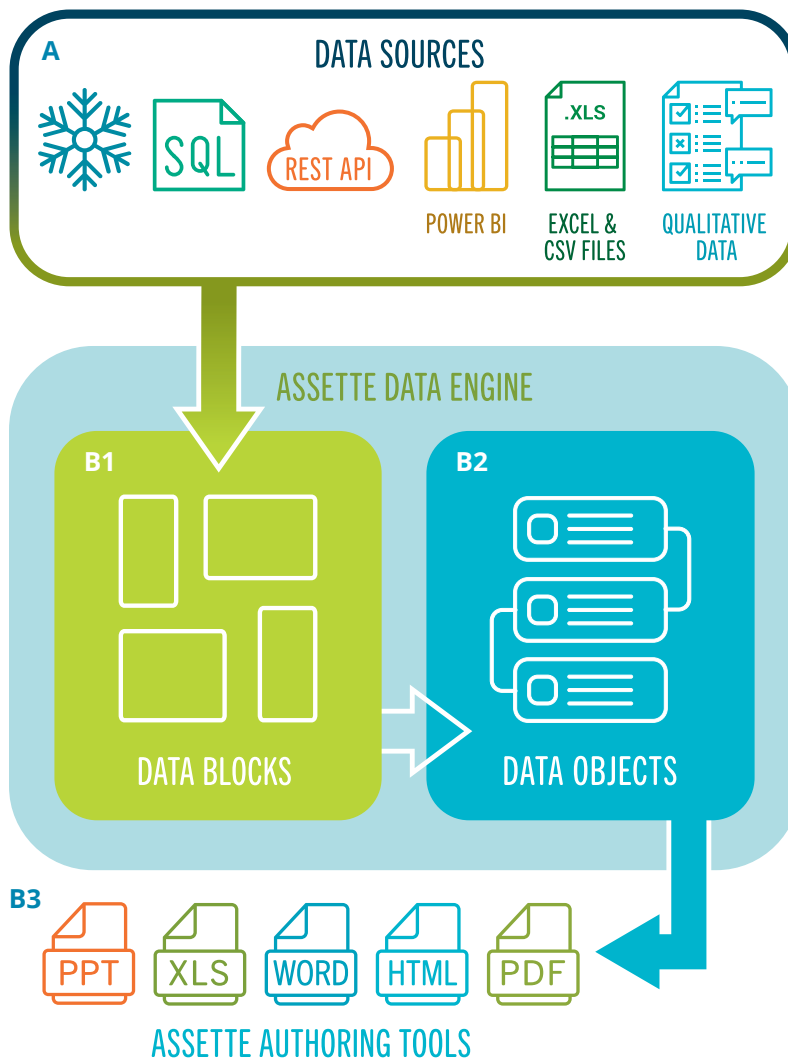 A
DATA SOURCES
SQL
REST API
.XLS
POWER BI
EXCEL &
CSV FILES
QUALITATIVE
DATA
ASSETTE DATA ENGINE
B1
B2
DATA BLOCKS
DATA OBJECTS
B3
PPT
XLS
WORD
HTML
PDF
ASSETTE AUTHORING TOOLS